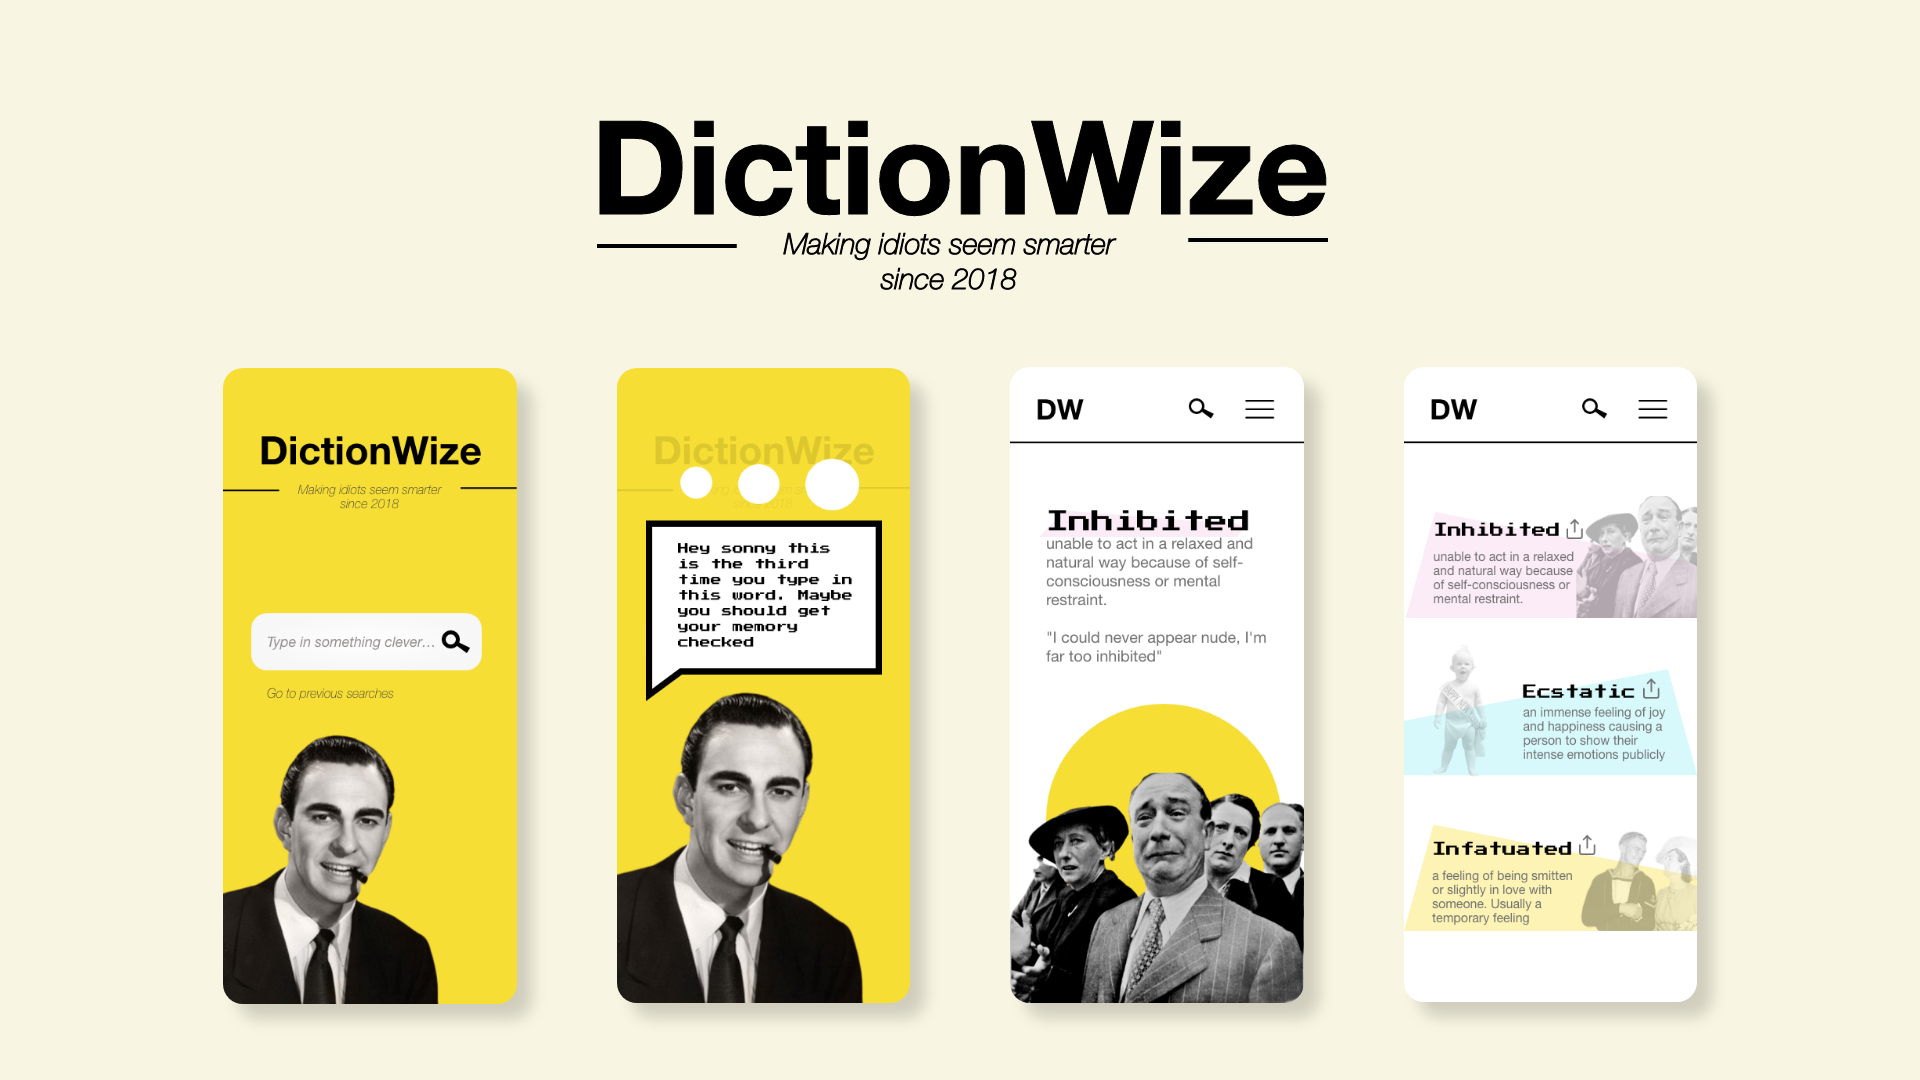 DictionWize
Making idiots seem smarter
since 2018
DictionWize
Making idiots seem smarter
since 2018
Type in something clever...
Go to previous searches
DictionWize
Hey sonny this
is the third
time you type in
this word. Maybe
you should get
your memory
checked
DW
Inhibited
unable to act in a relaxed and
natural way because of self-
consciousness or mental
restraint.
"I could never appear nude, I'm
far too inhibited"
DW
Inhibited
unable to act in a relaxed
and natural way because
of self-consciousness or
mental restraint.
Ecstatic
an immense feeling of joy
and happiness causing a
person to show their
intense emotions publicly
Infatuated
a feeling of being smitten
or slightly in love with
someone. Usually a
temporary feeling